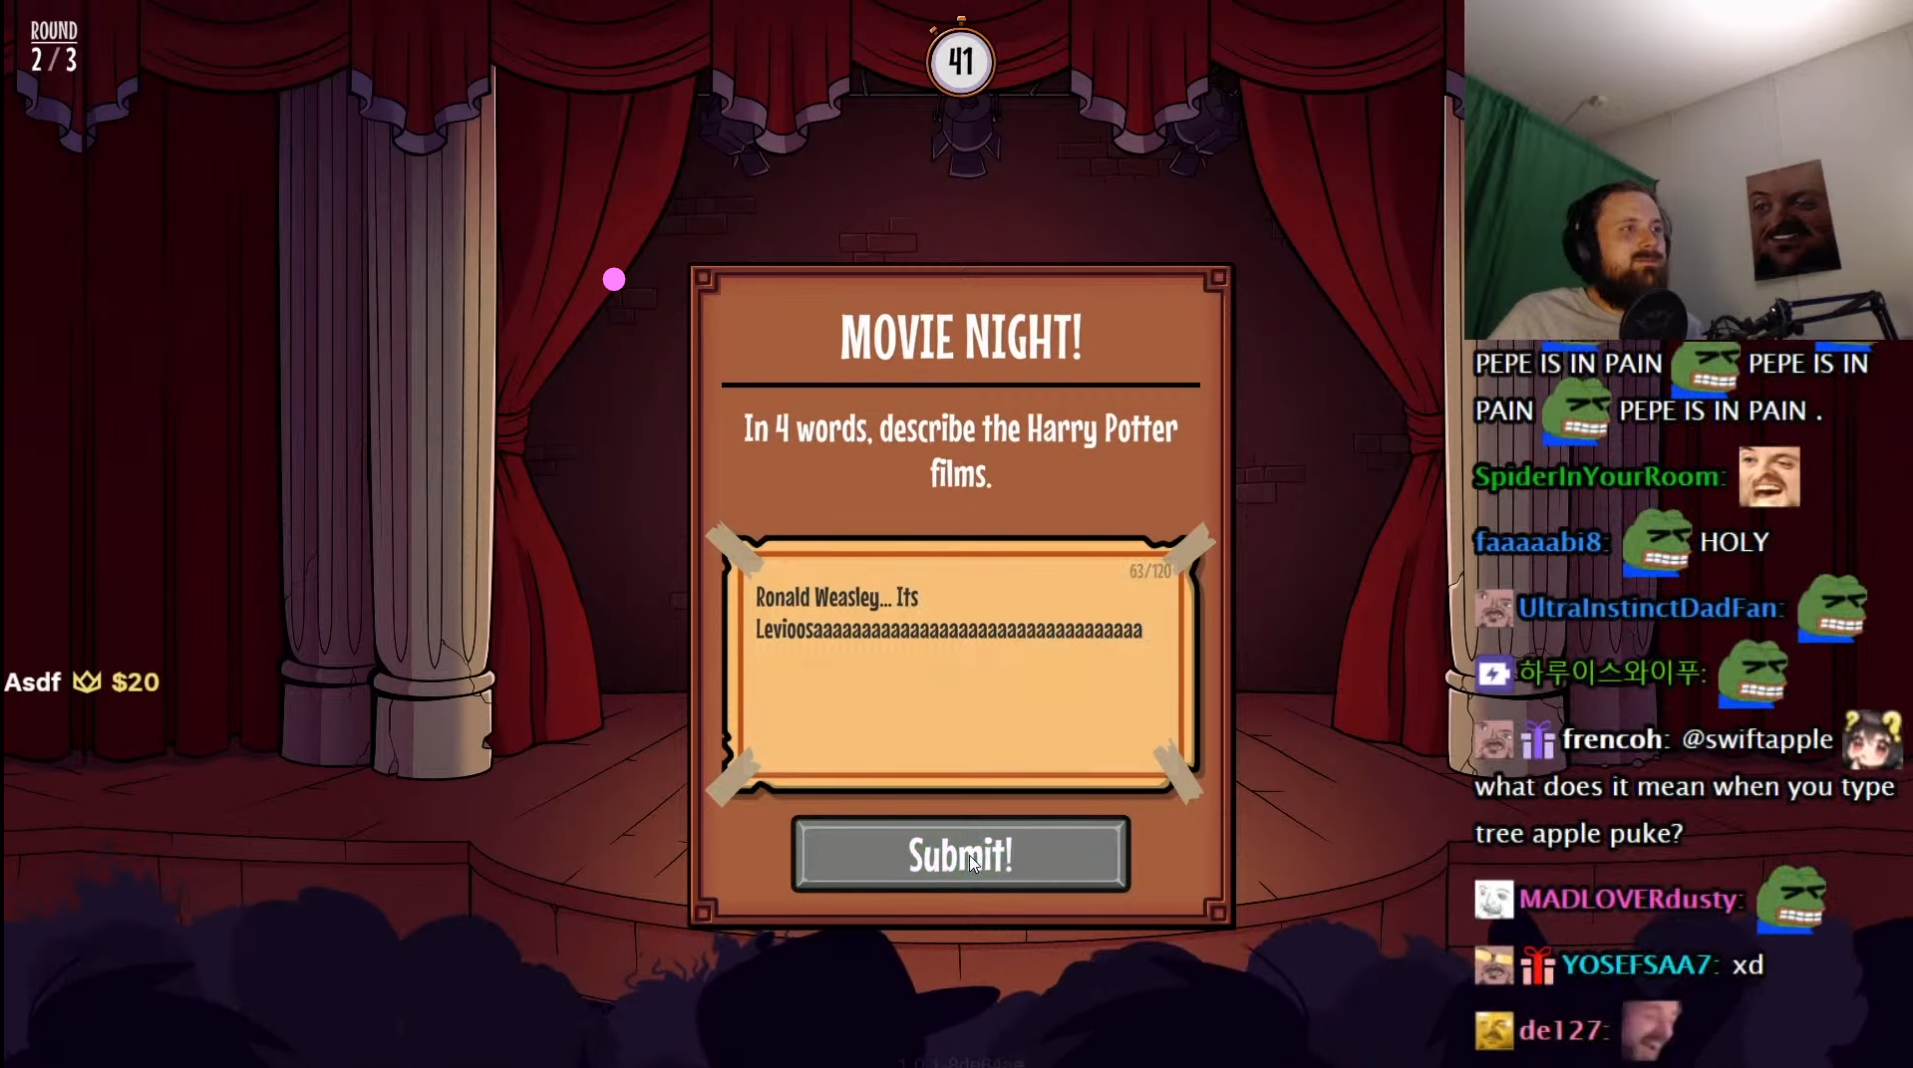 ROUND
2 / 3
41
MOVIE NIGHT!
In 4 words, describe the Harry Potter
films.
63/120
Ronald Weasley... Its
Levioosaaaaaaaaaaaaaaaaaaaaaaaaaaaaaaaaaa
Submit!
Asdf $20
PEPE IS IN PAIN PEPE IS IN
PAIN PEPE IS IN PAIN .
SpiderInYourRoom:
faaaaabi8: HOLY
UltraInstinctDadFan:
하루이스와이푸:
frencoh: @swiftapple
what does it mean when you type
tree apple puke?
MADLOVERdusty:
YOSEFSAA7: xd
de127: